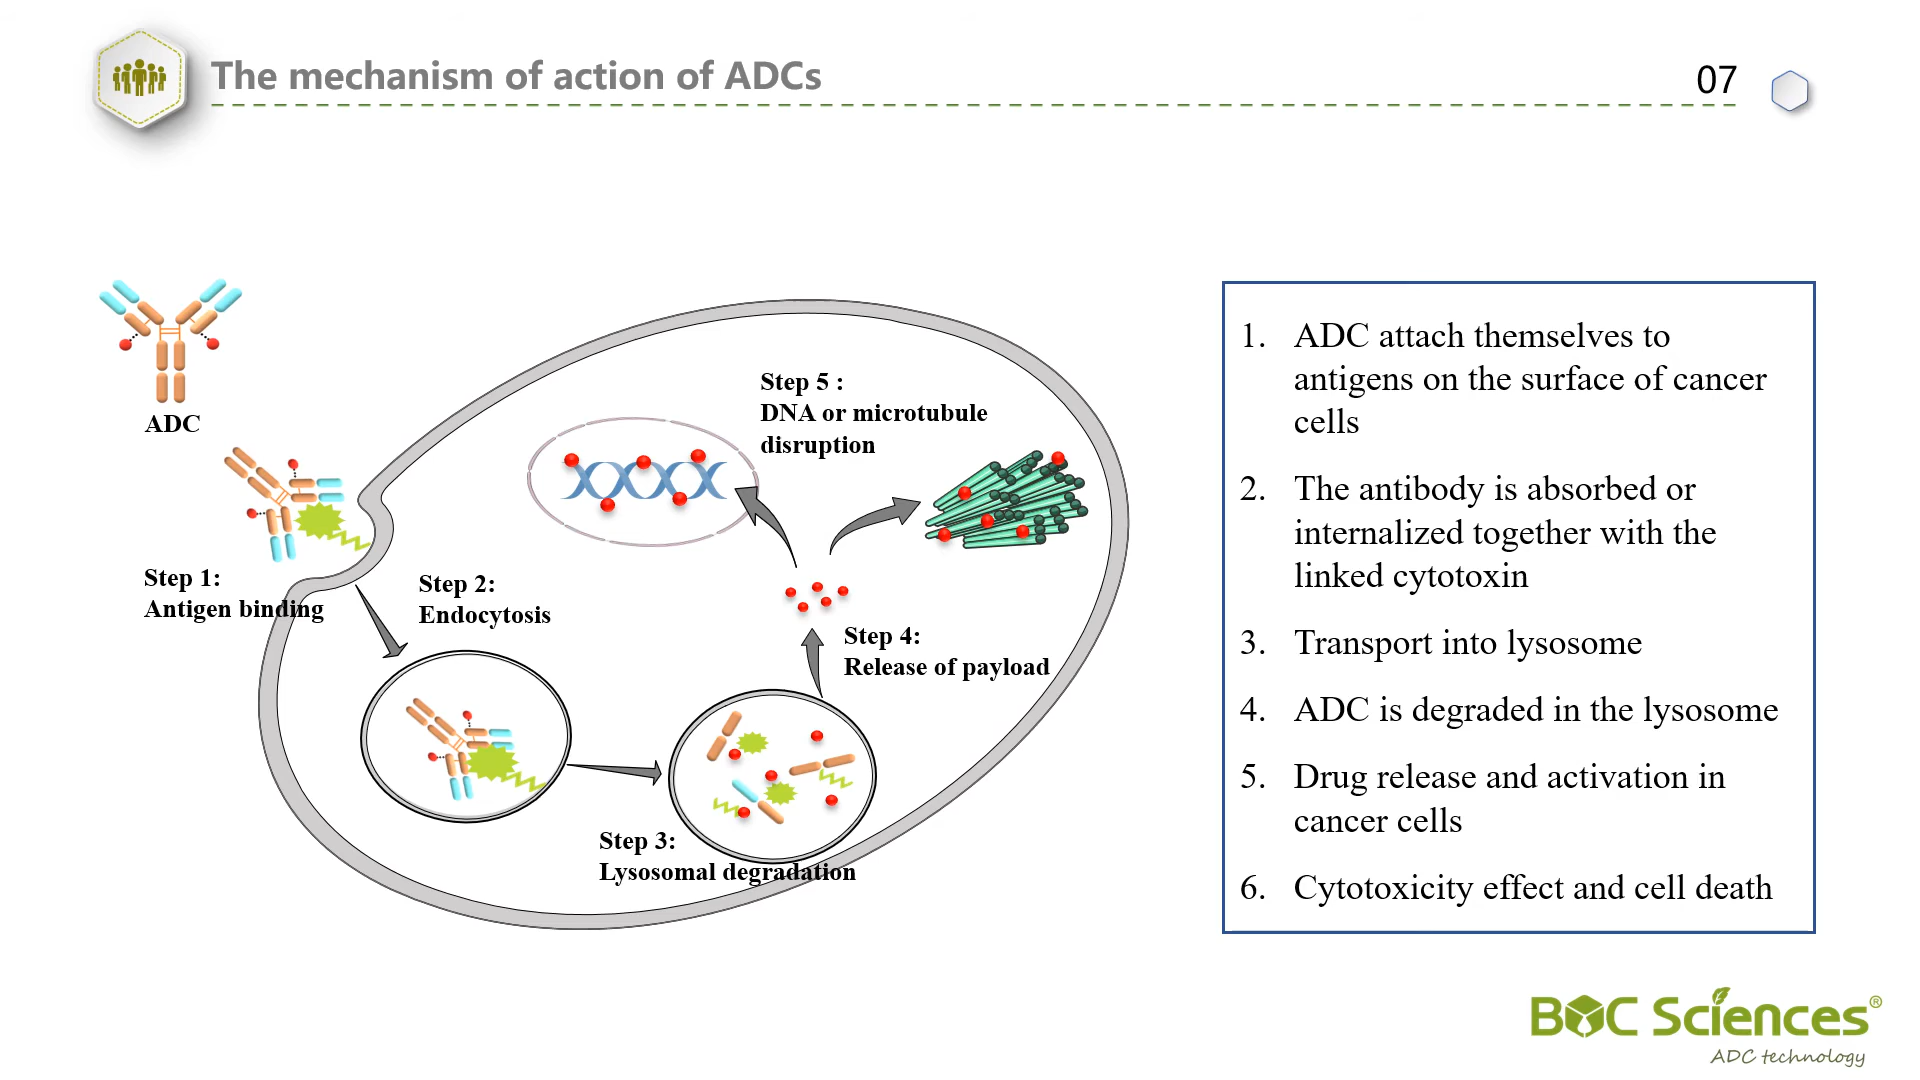 The mechanism of action of ADCs
07
ADC
Step 1:
Antigen binding
Step 2:
Endocytosis
Step 3:
Lysosomal degradation
Step 4:
Release of payload
Step 5 :
DNA or microtubule
disruption
1. ADC attach themselves to
antigens on the surface of cancer
cells
2. The antibody is absorbed or
internalized together with the
linked cytotoxin
3. Transport into lysosome
4. ADC is degraded in the lysosome
5. Drug release and activation in
cancer cells
6. Cytotoxicity effect and cell death
BOC Sciences®
ADC technology